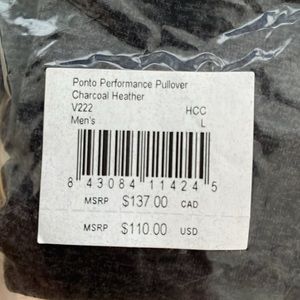 Ponto Performance Pullover
Charcoal Heather
V222 HCC
Men's L
8 43084 11424 5
MSRP $137.00 CAD
MSRP $110.00 USD